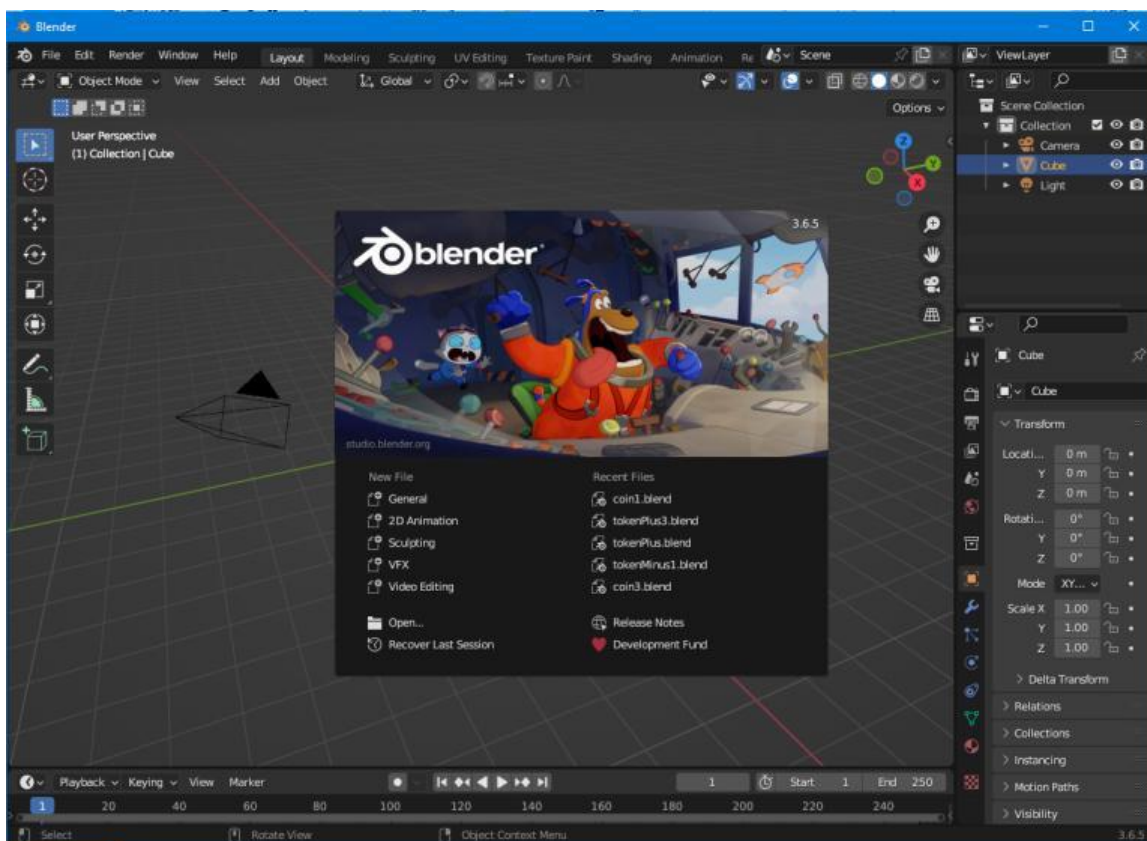 Blender
File Edit Render Window Help Layout Modeling Sculpting UV Editing Texture Paint Shading Animation Re Scene ViewLayer
Object Mode View Select Add Object Global
Options
User Perspective
(1) Collection | Cube
Scene Collection
Collection
Camera
Cube
Light
Z
Y
X
3.6.5
blender
studio.blender.org
New File
General
2D Animation
Sculpting
VFX
Video Editing
Open...
Recover Last Session
Recent Files
coin1.blend
tokenPlus3.blend
tokenPlus.blend
tokenMinus1.blend
coin3.blend
Release Notes
Development Fund
Cube
Cube
Transform
Locati... 0 m
Y 0 m
Z 0 m
Rotati... 0°
Y 0°
Z 0°
Mode XY...
Scale X 1.00
Y 1.00
Z 1.00
Delta Transform
Relations
Collections
Instancing
Motion Paths
Visibility
Playback Keying View Marker 1 Start 1 End 250
1 20 40 60 80 100 120 140 160 180 200 220 240
Select Rotate View Object Context Menu 3.6.5